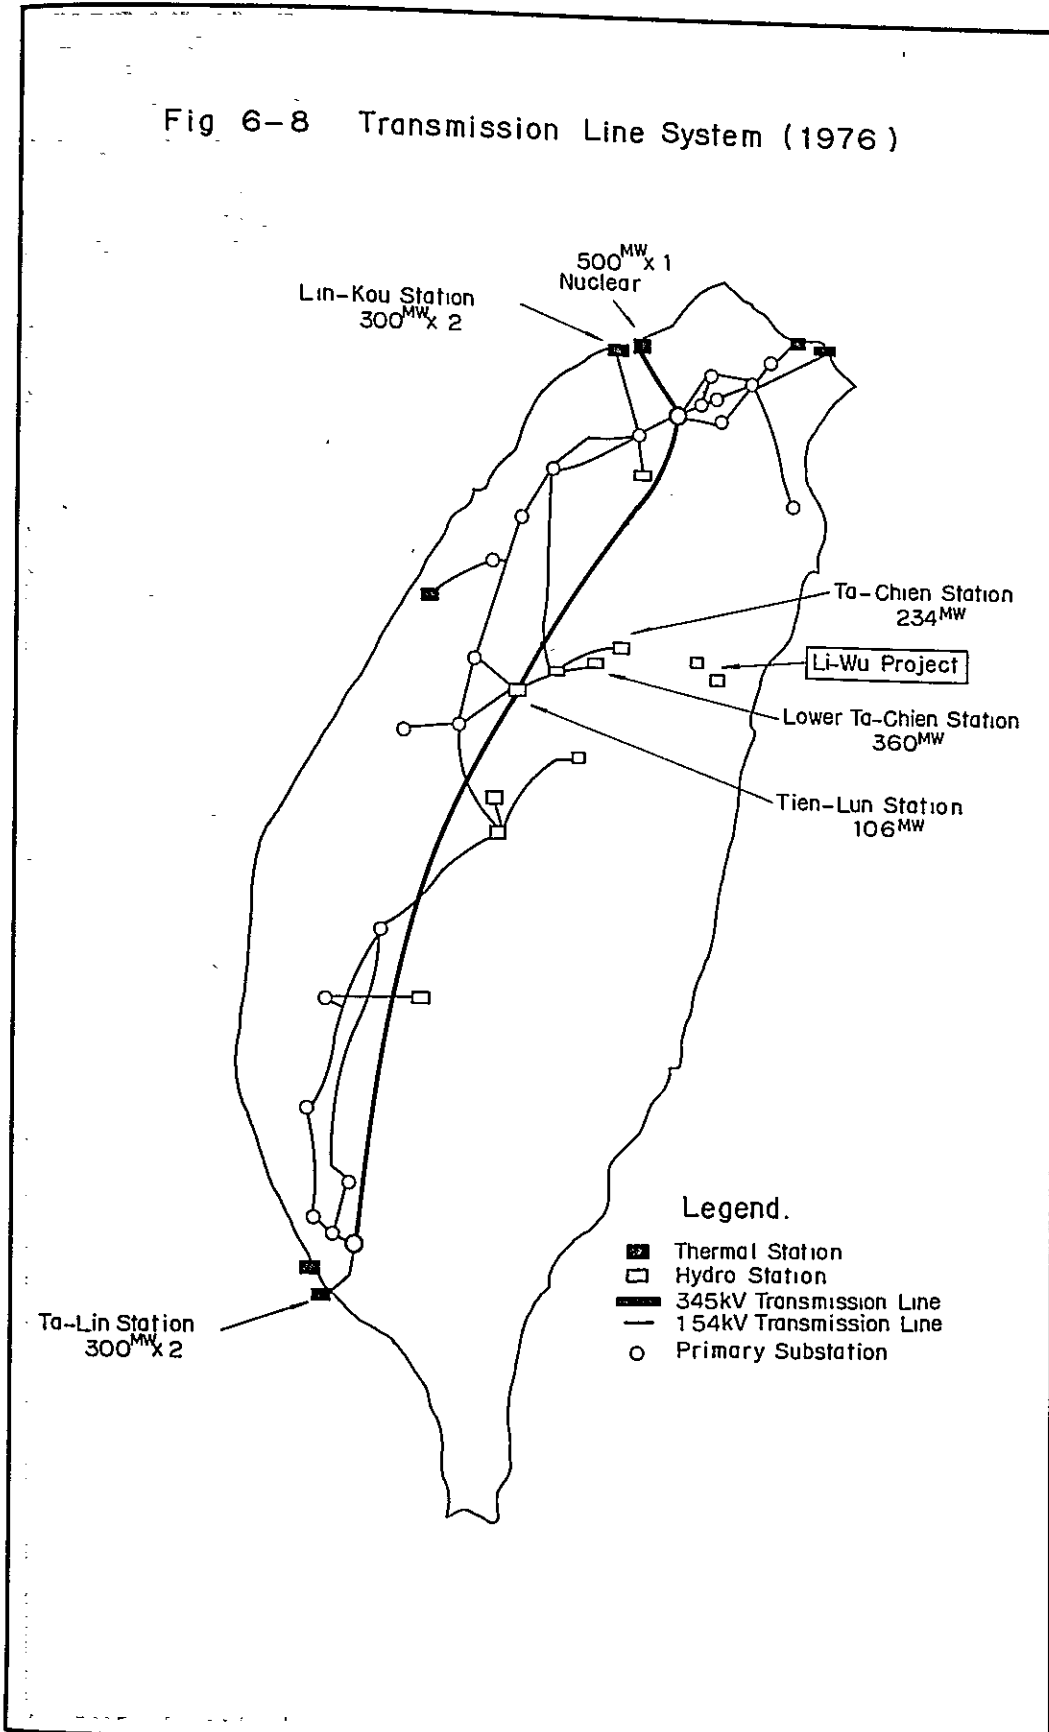 Fig 6-8 Transmission Line System (1976)
500MW x 1
Nuclear
Lin-Kou Station
300MW x 2
Ta-Chien Station
234MW
Li-Wu Project
Lower Ta-Chien Station
360MW
Tien-Lun Station
106MW
Legend.
Thermal Station
Hydro Station
345kV Transmission Line
154kV Transmission Line
Primary Substation
Ta-Lin Station
300MW x 2